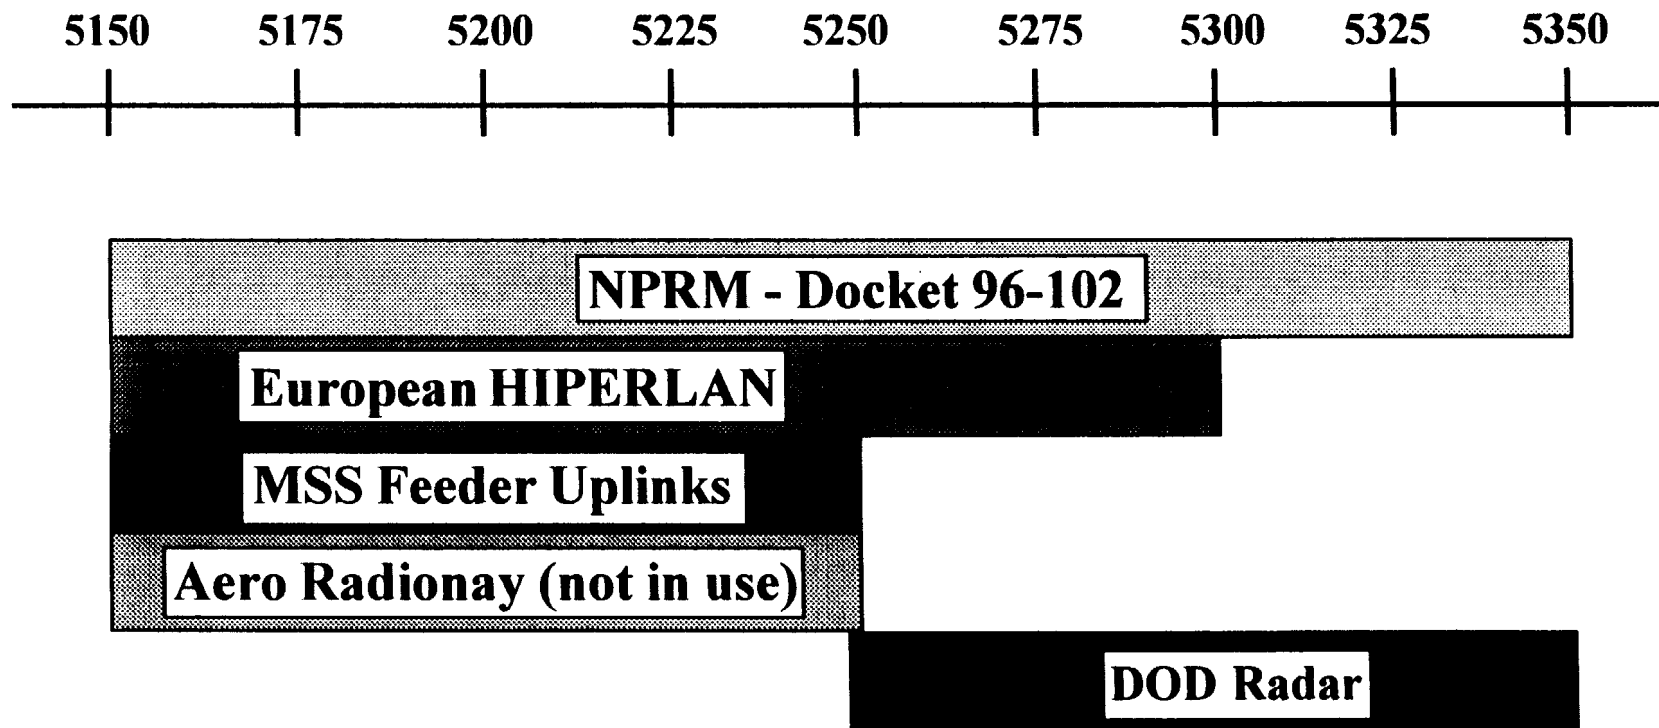 5150 5175 5200 5225 5250 5275 5300 5325 5350
NPRM - Docket 96-102
European HIPERLAN
MSS Feeder Uplinks
Aero Radionay (not in use)
DOD Radar